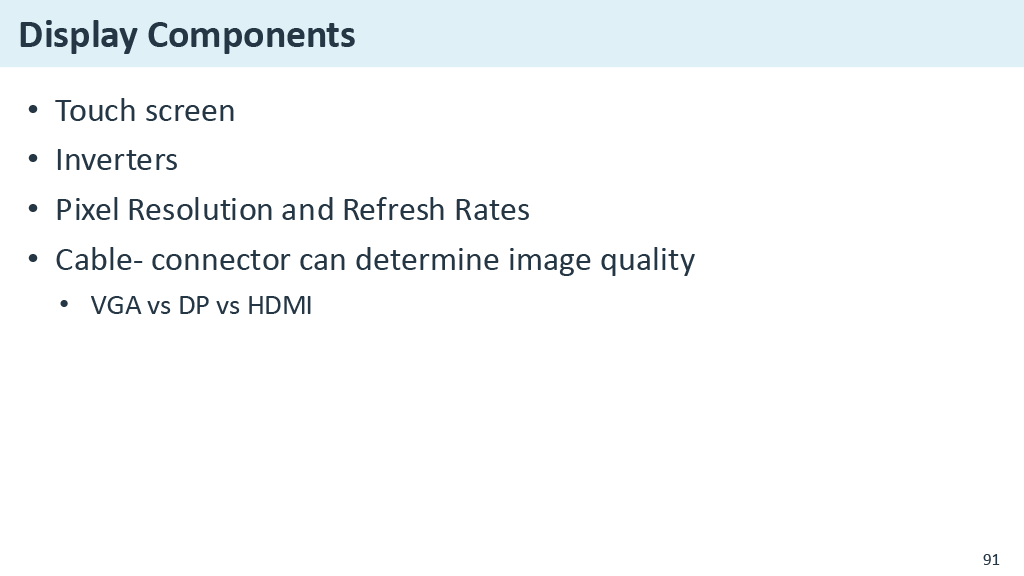 Display Components
• Touch screen
• Inverters
• Pixel Resolution and Refresh Rates
• Cable- connector can determine image quality
• VGA vs DP vs HDMI
91